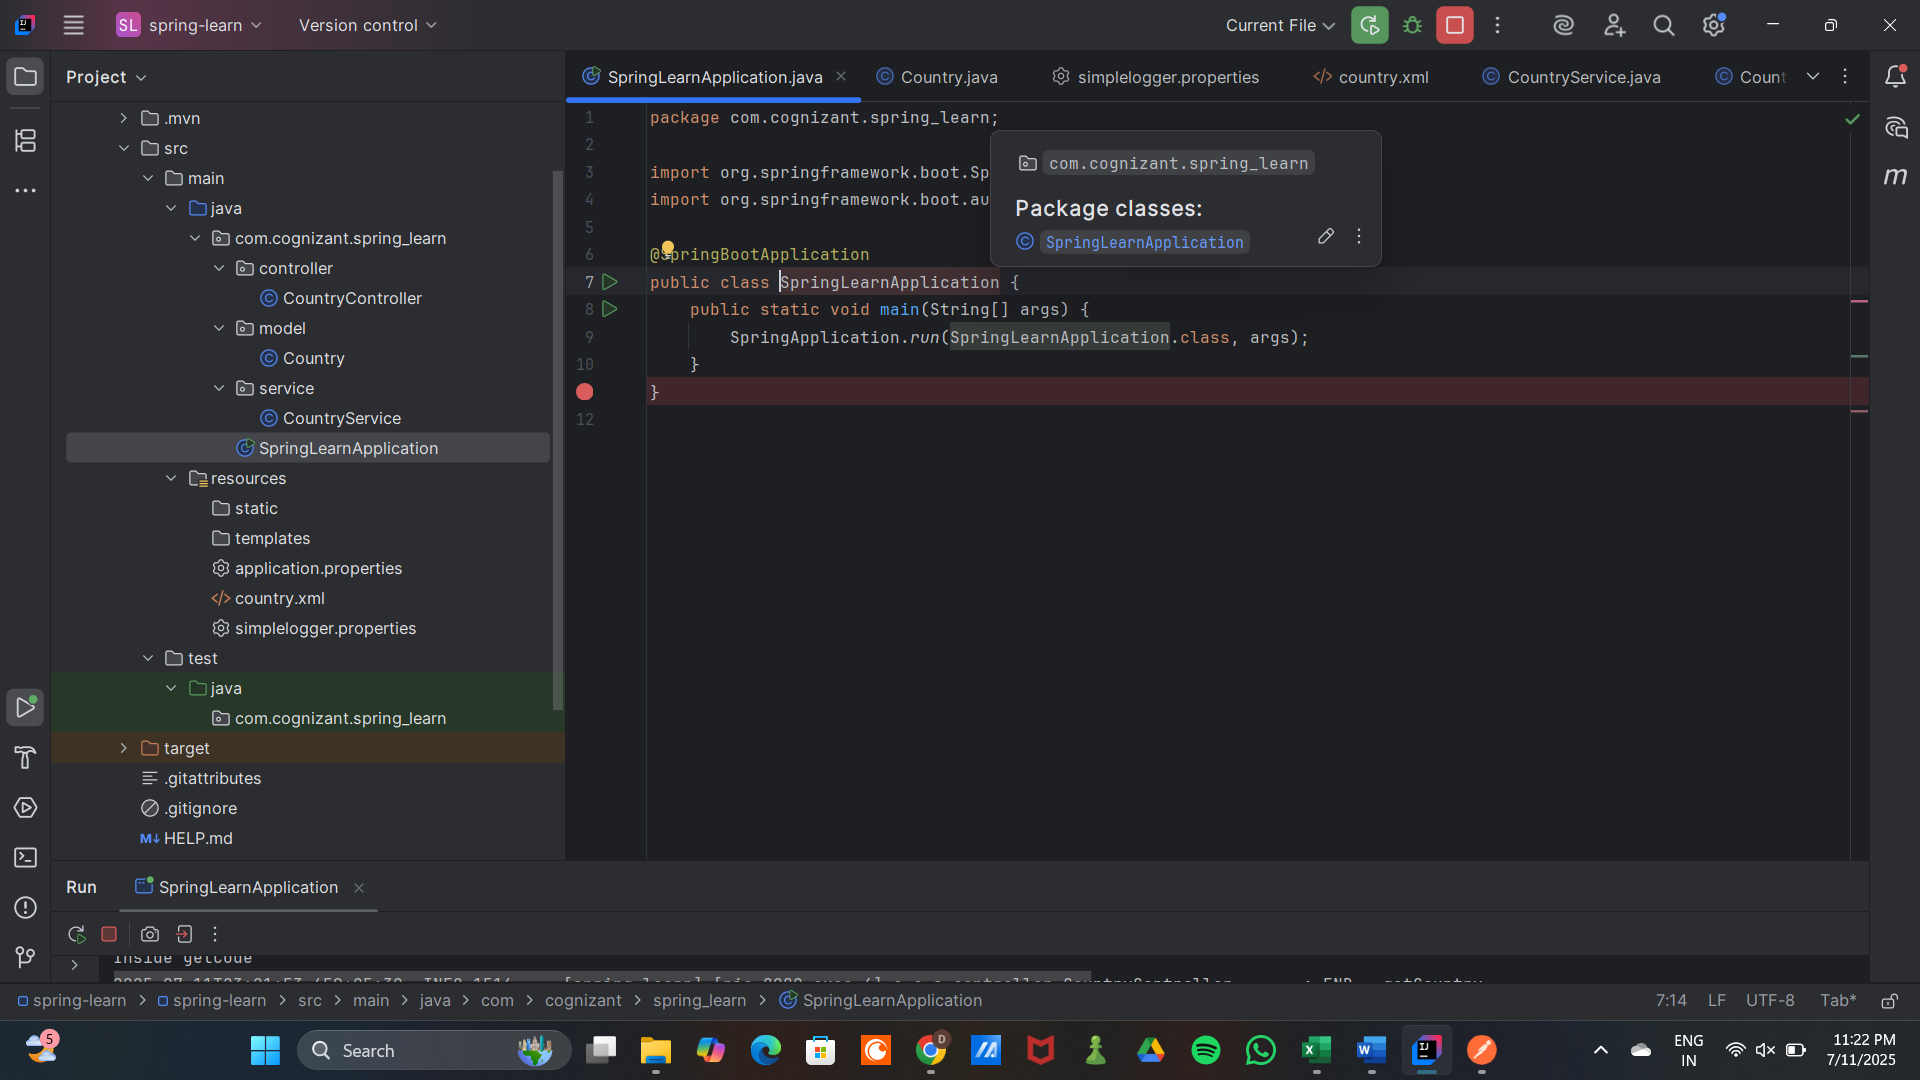 SL spring-learn
Version control
Current File
Project
.mvn
src
main
java
com.cognizant.spring_learn
controller
CountryController
model
Country
service
CountryService
SpringLearnApplication
resources
static
templates
application.properties
country.xml
simplelogger.properties
test
java
com.cognizant.spring_learn
target
.gitattributes
.gitignore
M↓ HELP.md
SpringLearnApplication.java
Country.java
simplelogger.properties
country.xml
CountryService.java
Count
1 package com.cognizant.spring_learn;
2
3 import org.springframework.boot.Sp
4 import org.springframework.boot.au
5
6 @SpringBootApplication
7 public class SpringLearnApplication {
8 public static void main(String[] args) {
9 SpringApplication.run(SpringLearnApplication.class, args);
10 }
}
12
com.cognizant.spring_learn
Package classes:
SpringLearnApplication
m
Run
SpringLearnApplication
Inside getCode
spring-learn > spring-learn > src > main > java > com > cognizant > spring_learn > SpringLearnApplication
7:14 LF UTF-8 Tab*
5
Search
D
ENG
IN
11:22 PM
7/11/2025